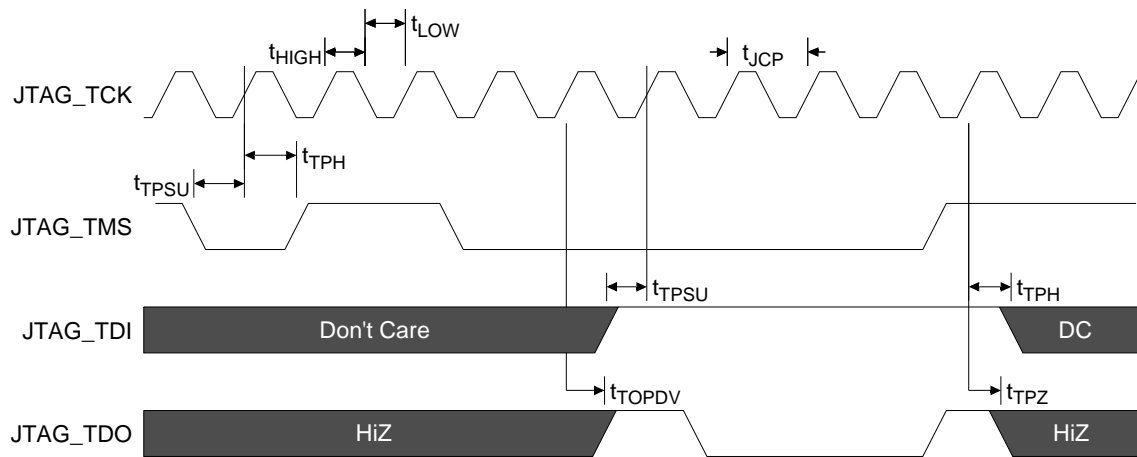 tLOW
tHIGH
tJCP
JTAG_TCK
tTPH
tTPSU
JTAG_TMS
tTPSU
tTPH
JTAG_TDI
Don't Care
DC
tTOPDV
tTPZ
JTAG_TDO
HiZ
HiZ